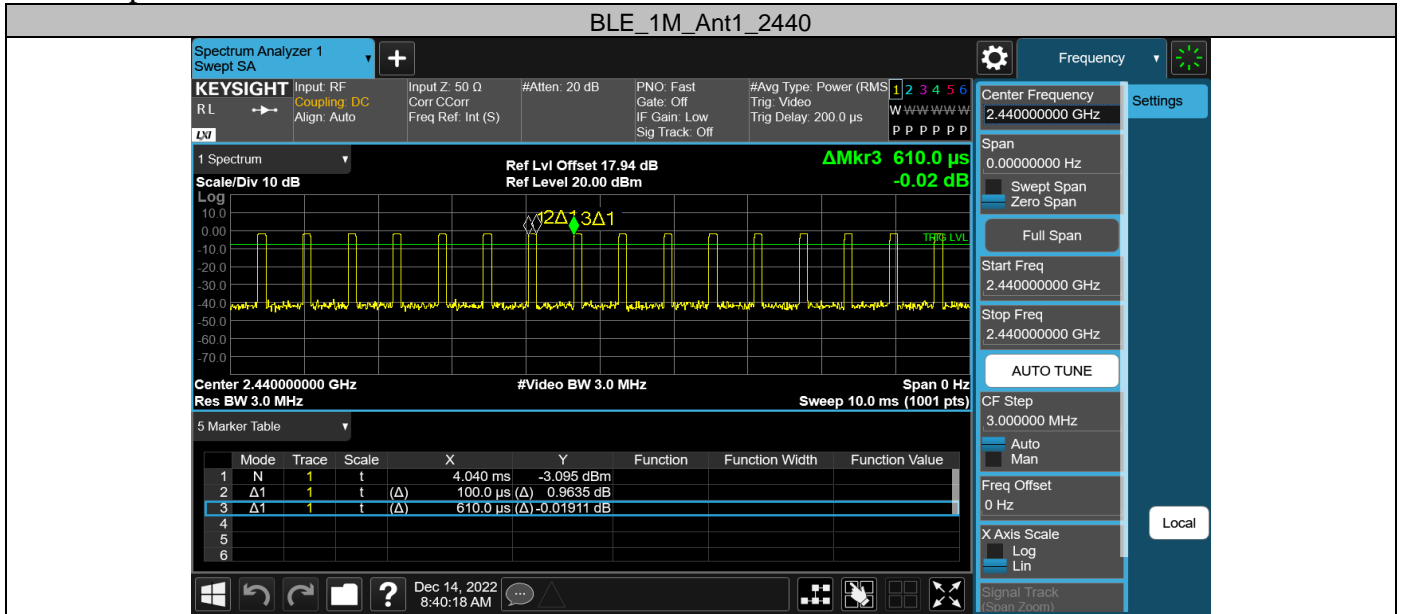 BLE_1M_Ant1_2440
Spectrum Analyzer 1
Swept SA
+
Frequency
KEYSIGHT
RL
LXI
Input: RF
Coupling: DC
Align: Auto
Input Z: 50 Ω
Corr CCorr
Freq Ref: Int (S)
#Atten: 20 dB
PNO: Fast
Gate: Off
IF Gain: Low
Sig Track: Off
#Avg Type: Power (RMS
Trig: Video
Trig Delay: 200.0 µs
1 2 3 4 5 6
W W W W W W
P P P P P P
Center Frequency
2.440000000 GHz
Settings
Span
0.00000000 Hz
Swept Span
Zero Span
Full Span
Start Freq
2.440000000 GHz
Stop Freq
2.440000000 GHz
AUTO TUNE
CF Step
3.000000 MHz
Auto
Man
Freq Offset
0 Hz
X Axis Scale
Log
Lin
Signal Track
(Span Zoom)
Local
1 Spectrum
Scale/Div 10 dB
Ref Lvl Offset 17.94 dB
Ref Level 20.00 dBm
ΔMkr3 610.0 µs
-0.02 dB
Log
10.0
0.00
-10.0
-20.0
-30.0
-40.0
-50.0
-60.0
-70.0
2Δ1 3Δ1
TRIG LVL
Center 2.440000000 GHz
#Video BW 3.0 MHz
Span 0 Hz
Res BW 3.0 MHz
Sweep 10.0 ms (1001 pts)
5 Marker Table
Mode Trace Scale X Y Function Function Width Function Value
1 N 1 t 4.040 ms -3.095 dBm
2 Δ1 1 t (Δ) 100.0 µs (Δ) 0.9635 dB
3 Δ1 1 t (Δ) 610.0 µs (Δ) -0.01911 dB
4
5
6
?
Dec 14, 2022
8:40:18 AM